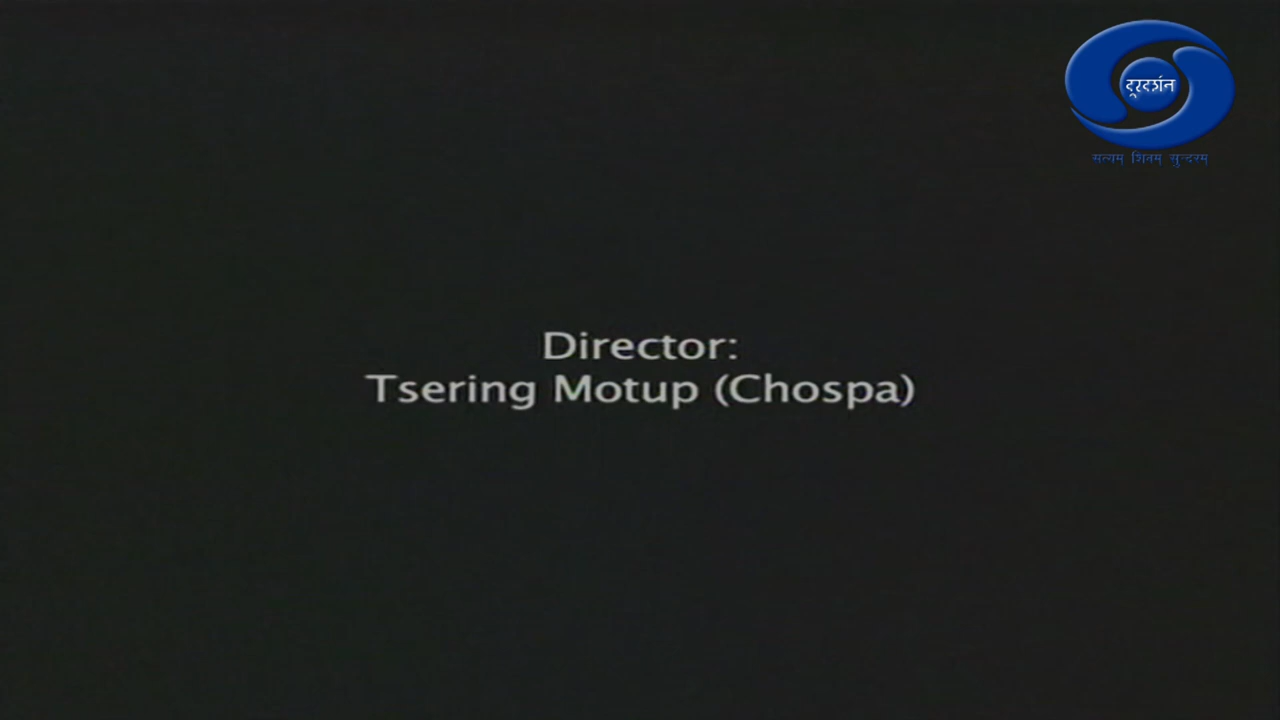 दूरदर्शन
सत्यम् शिवम् सुन्दरम्
Director:
Tsering Motup (Chospa)